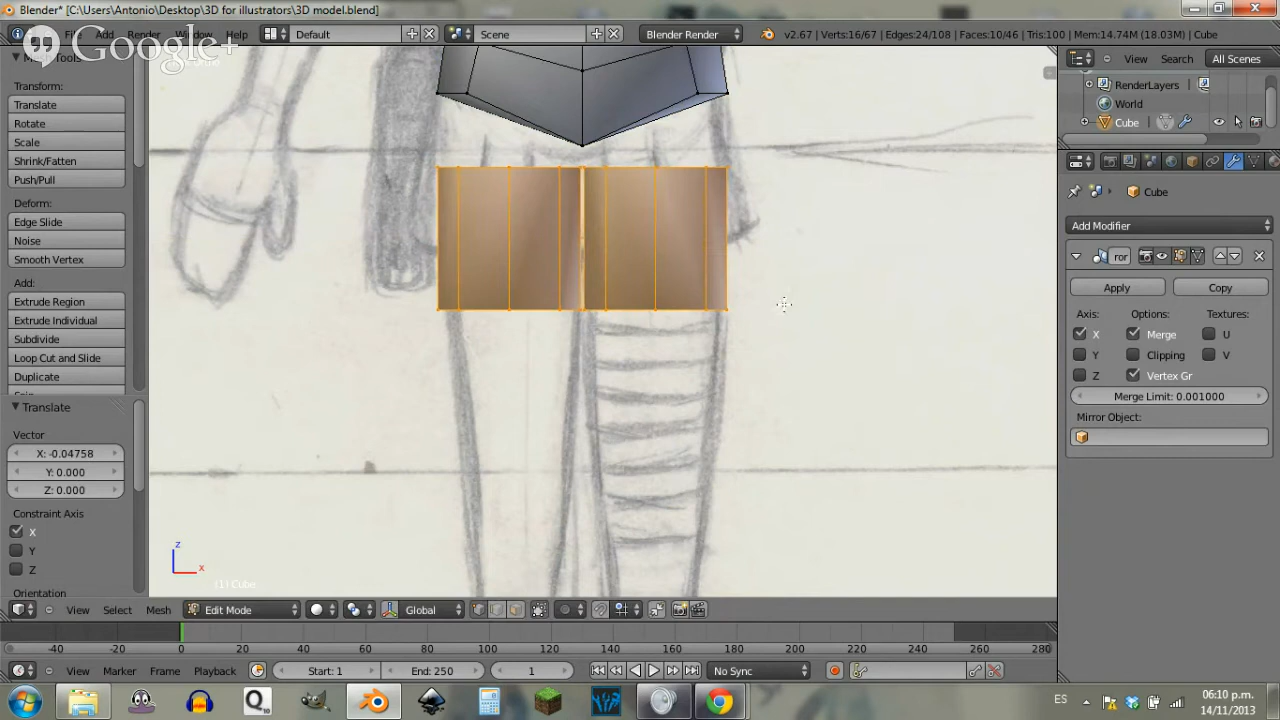 Blender* [C:\Users\Antonio\Desktop\3D for illustrators\3D model.blend]
File Add Render Window Help Default Scene Blender Render v2.67 | Verts:16/67 | Edges:24/108 | Faces:10/46 | Tris:100 | Mem:14.74M (18.03M) | Cube
Google+
View Search All Scenes
RenderLayers
World
Cube
Mesh Tools
Transform:
Translate
Rotate
Scale
Shrink/Fatten
Push/Pull
Deform:
Edge Slide
Noise
Smooth Vertex
Add:
Extrude Region
Extrude Individual
Subdivide
Loop Cut and Slide
Duplicate
Translate
Vector
X: -0.04758
Y: 0.000
Z: 0.000
Constraint Axis
X
Y
Z
Orientation
z
x
(1) Cube
Cube
Add Modifier
ror
Apply Copy
Axis: Options: Textures:
X Merge U
Y Clipping V
Z Vertex Gr
Merge Limit: 0.001000
Mirror Object:
View Select Mesh Edit Mode Global
-40 -20 0 20 40 60 80 100 120 140 160 180 200 220 240 260 280
View Marker Frame Playback Start: 1 End: 250 1 No Sync
ES 06:10 p.m.
14/11/2013